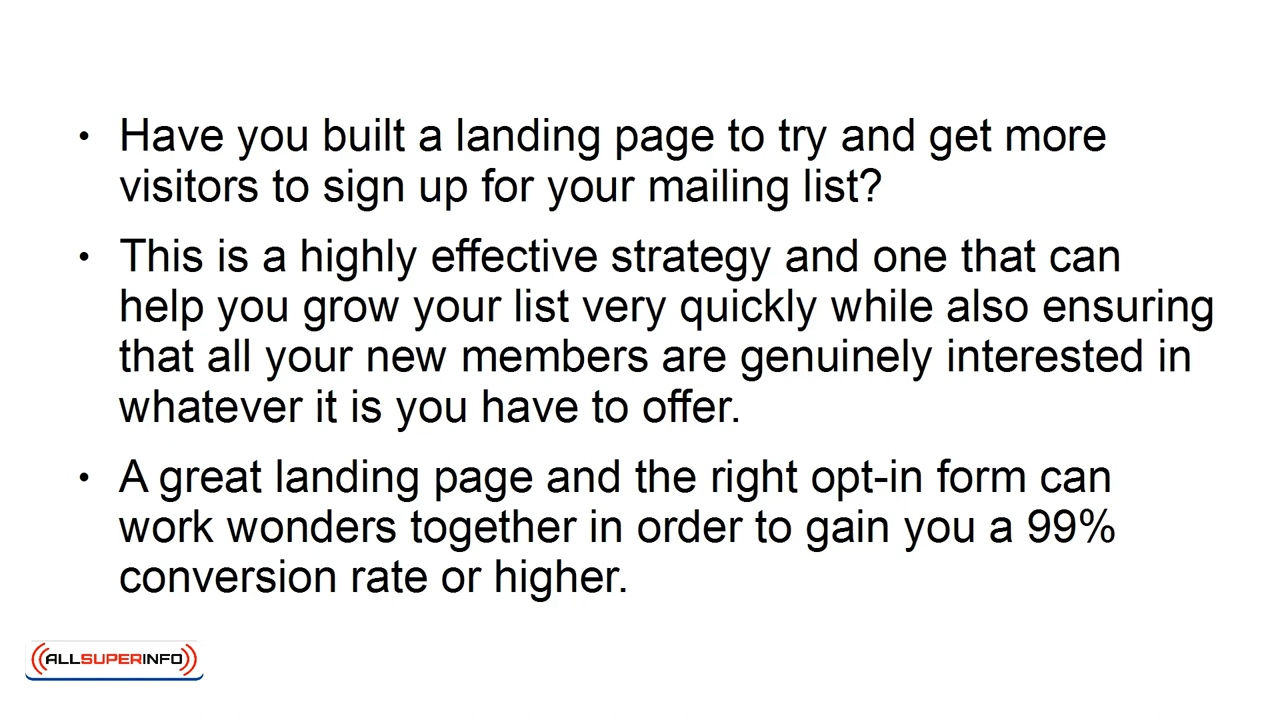 • Have you built a landing page to try and get more
visitors to sign up for your mailing list?
• This is a highly effective strategy and one that can
help you grow your list very quickly while also ensuring
that all your new members are genuinely interested in
whatever it is you have to offer.
• A great landing page and the right opt-in form can
work wonders together in order to gain you a 99%
conversion rate or higher.
ALLSUPERINFO